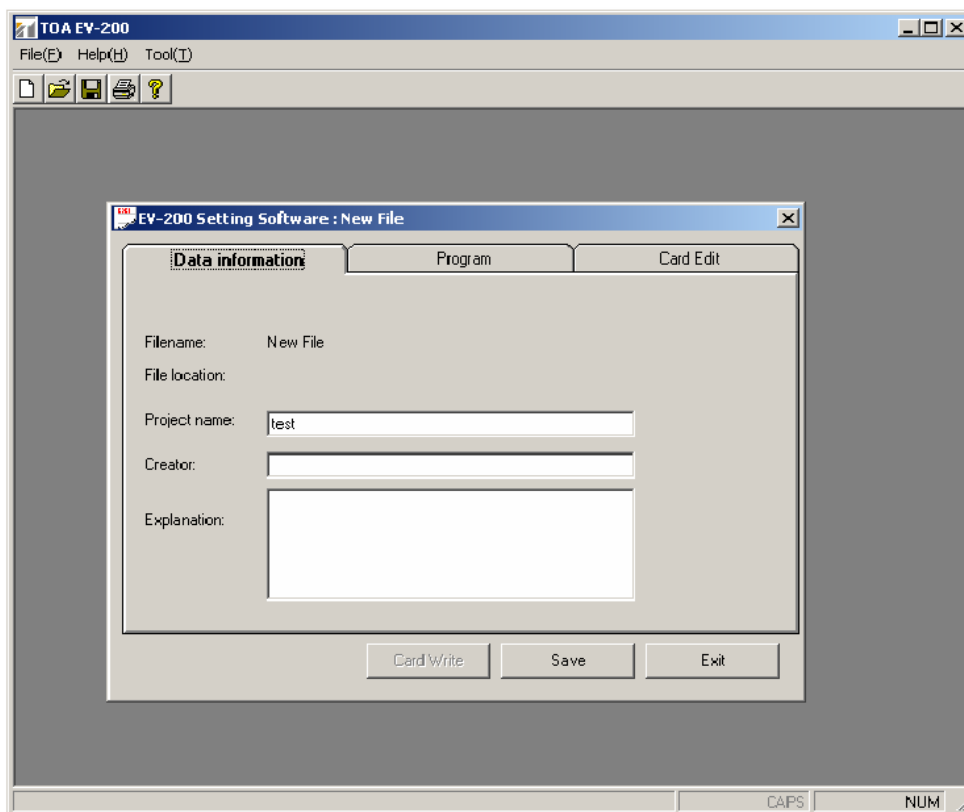 TOA EV-200
File(F) Help(H) Tool(T)
EV-200 Setting Software : New File
Data information Program Card Edit
Filename: New File
File location:
Project name: test
Creator:
Explanation:
Card Write Save Exit
CAPS NUM